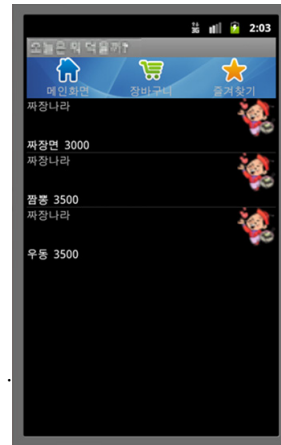 3G 2:03
오늘은 뭐 먹을까?
메인화면 장바구니 즐겨찾기
짜장나라
짜장면 3000
짜장나라
짬뽕 3500
짜장나라
우동 3500